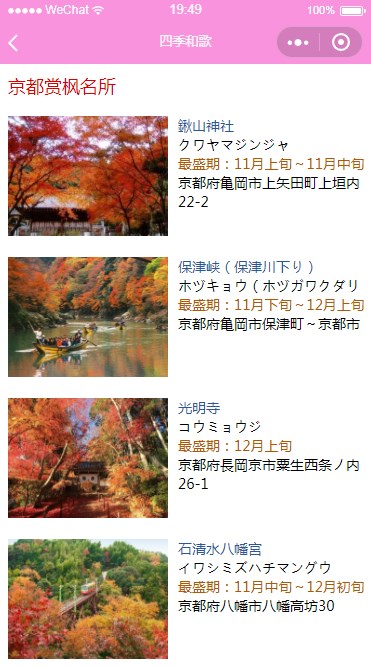 WeChat 19:49 100%
四季和歌
京都赏枫名所
鍬山神社
クワヤマジンジャ
最盛期：11月上旬～11月中旬
京都府亀岡市上矢田町上垣内
22-2
保津峡（保津川下り）
ホヅキョウ（ホヅガワクダリ
最盛期：11月下旬～12月上旬
京都府亀岡市保津町～京都市
光明寺
コウミョウジ
最盛期：12月上旬
京都府長岡京市粟生西条ノ内
26-1
石清水八幡宮
イワシミズハチマングウ
最盛期：11月中旬～12月初旬
京都府八幡市八幡高坊30